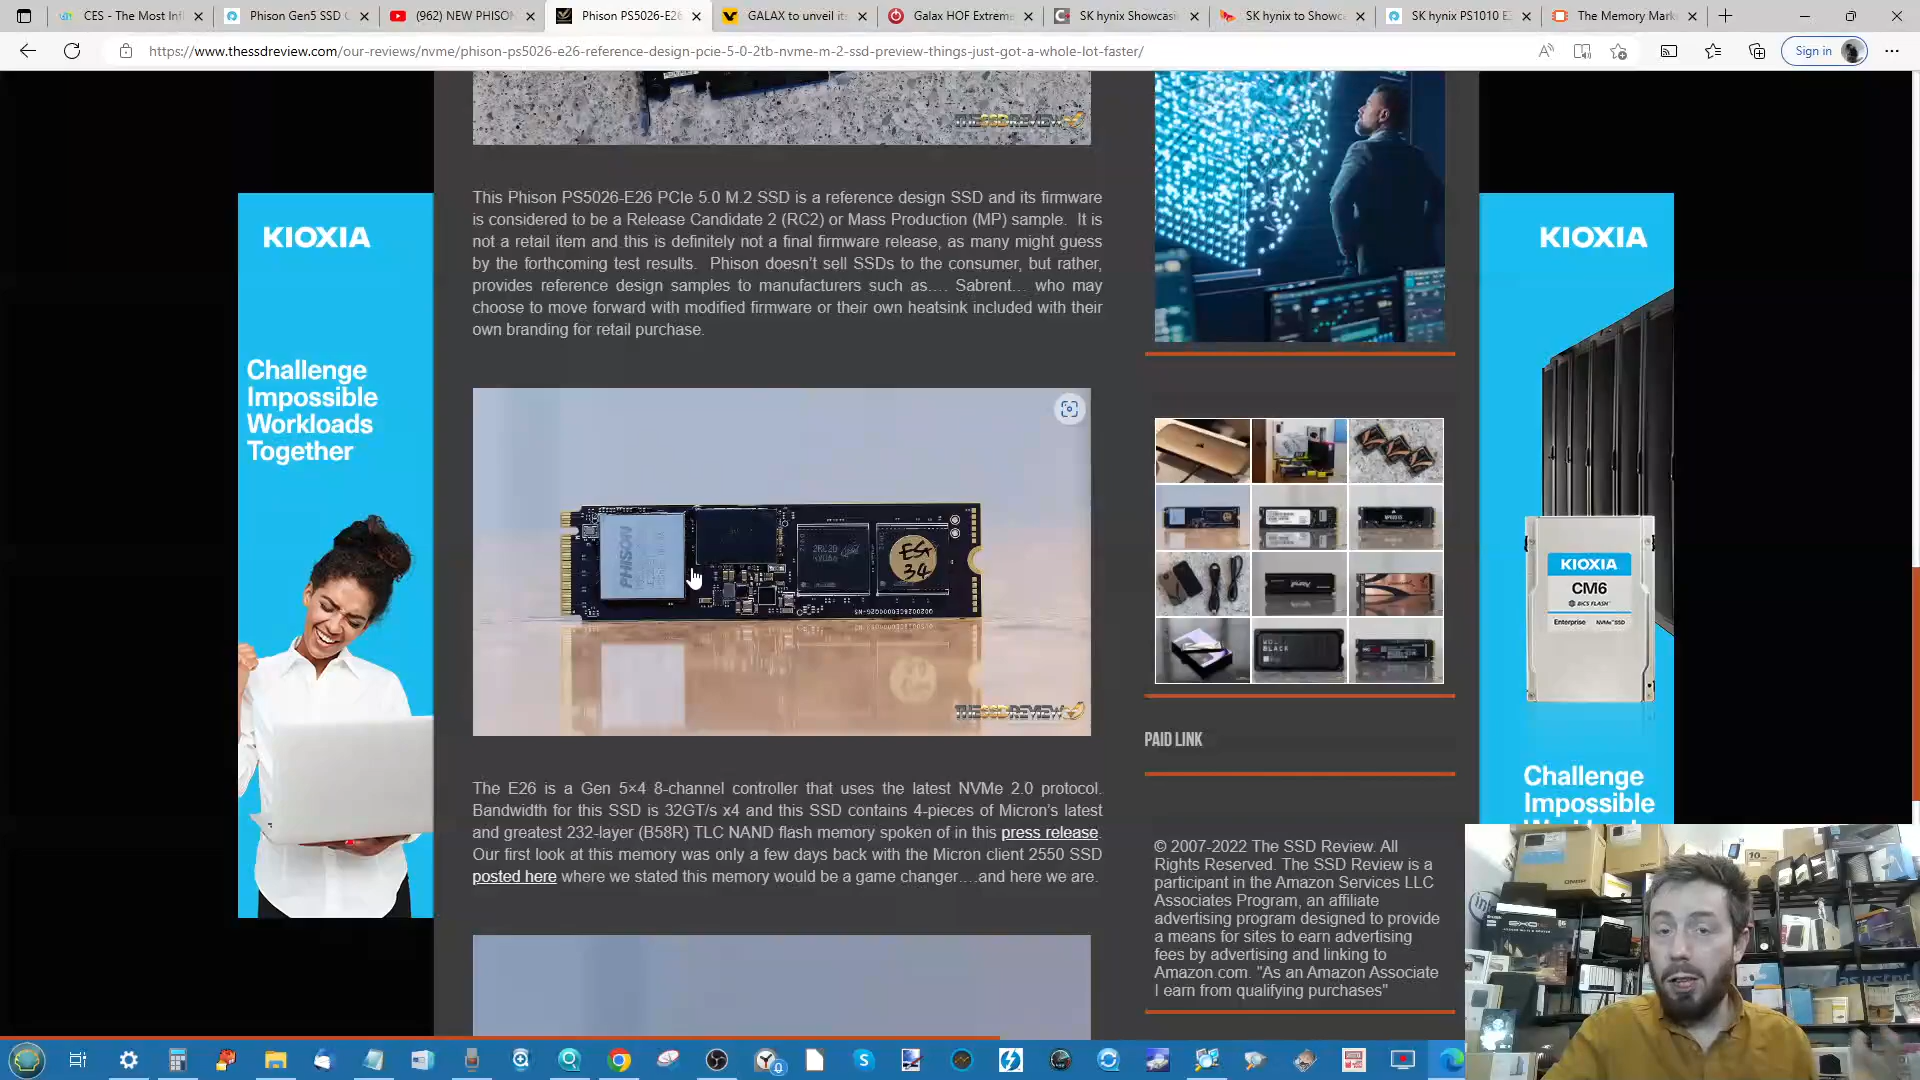 CES - The Most Inf
Phison Gen5 SSD C
(962) NEW PHISON
Phison PS5026-E26
GALAX to unveil its
Galax HOF Extreme
SK hynix Showcasi
SK hynix to Showca
SK hynix PS1010 E3
The Memory Mark
https://www.thessdreview.com/our-reviews/nvme/phison-ps5026-e26-reference-design-pcie-5-0-2tb-nvme-m-2-ssd-preview-things-just-got-a-whole-lot-faster/
Sign in
THESSDREVIEW
This Phison PS5026-E26 PCIe 5.0 M.2 SSD is a reference design SSD and its firmware
is considered to be a Release Candidate 2 (RC2) or Mass Production (MP) sample. It is
not a retail item and this is definitely not a final firmware release, as many might guess
by the forthcoming test results. Phison doesn't sell SSDs to the consumer, but rather,
provides reference design samples to manufacturers such as…. Sabrent… who may
choose to move forward with modified firmware or their own heatsink included with their
own branding for retail purchase.
KIOXIA
Challenge
Impossible
Workloads
Together
PHISON
ES
34
THESSDREVIEW
The E26 is a Gen 5×4 8-channel controller that uses the latest NVMe 2.0 protocol.
Bandwidth for this SSD is 32GT/s x4 and this SSD contains 4-pieces of Micron's latest
and greatest 232-layer (B58R) TLC NAND flash memory spoken of in this press release.
Our first look at this memory was only a few days back with the Micron client 2550 SSD
posted here where we stated this memory would be a game changer….and here we are.
PAID LINK
© 2007-2022 The SSD Review. All
Rights Reserved. The SSD Review is a
participant in the Amazon Services LLC
Associates Program, an affiliate
advertising program designed to provide
a means for sites to earn advertising
fees by advertising and linking to
Amazon.com. "As an Amazon Associate
I earn from qualifying purchases"
KIOXIA
KIOXIA
CM6
BiCS FLASH
Enterprise NVMe SSD
Challenge
Impossible
intel